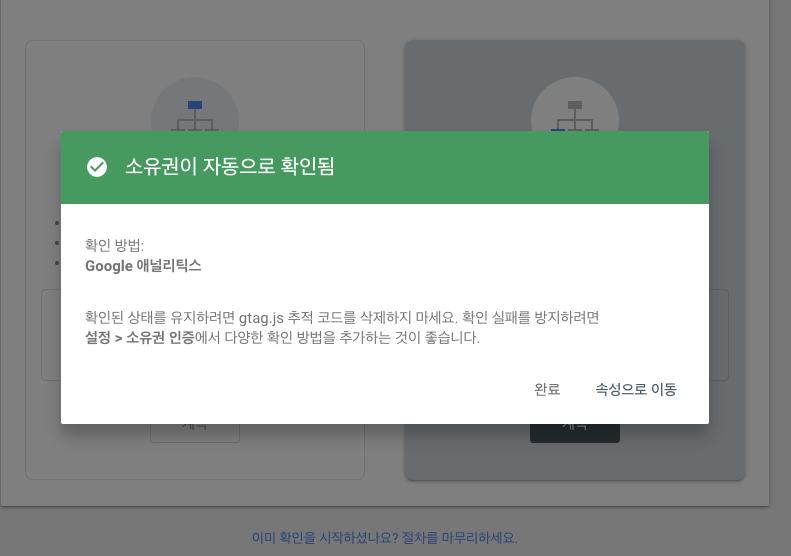 소유권이 자동으로 확인됨
확인 방법:
Google 애널리틱스
확인된 상태를 유지하려면 gtag.js 추적 코드를 삭제하지 마세요. 확인 실패를 방지하려면
설정 > 소유권 인증에서 다양한 확인 방법을 추가하는 것이 좋습니다.
완료
속성으로 이동
이미 확인을 시작하셨나요? 절차를 마무리하세요.